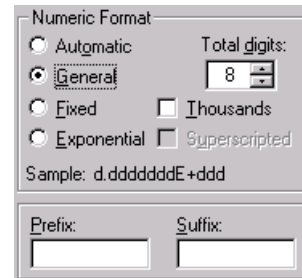 Numeric Format
Automatic Total digits:
General 8
Fixed Thousands
Exponential Superscripted
Sample: d.dddddddE+ddd
Prefix: Suffix: